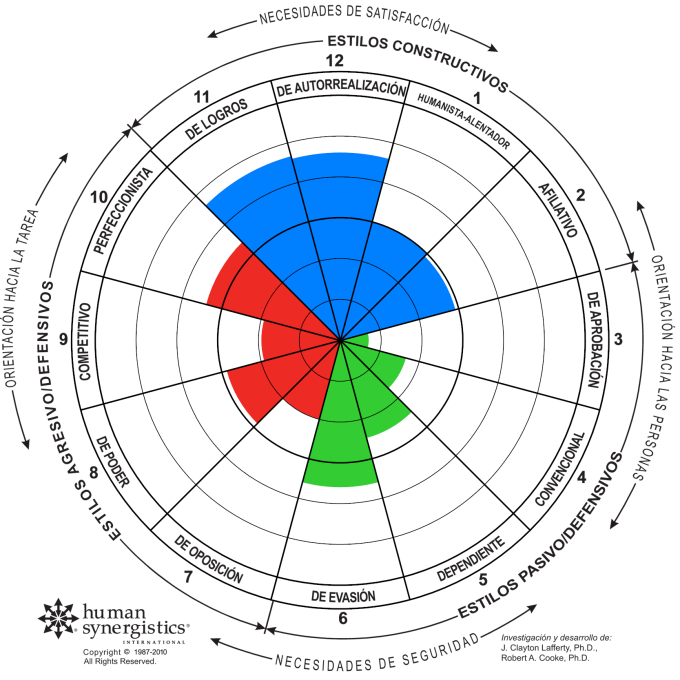 NECESIDADES DE SATISFACCIÓN
ESTILOS CONSTRUCTIVOS
12
DE AUTORREALIZACIÓN
1
HUMANISTA-ALENTADOR
2
AFILIATIVO
ORIENTACIÓN HACIA LAS PERSONAS
3
DE APROBACIÓN
4
CONVENCIONAL
ESTILOS PASIVO/DEFENSIVOS
5
DEPENDIENTE
6
DE EVASIÓN
NECESIDADES DE SEGURIDAD
7
DE OPOSICIÓN
8
DE PODER
ESTILOS AGRESIVO/DEFENSIVOS
9
COMPETITIVO
ORIENTACIÓN HACIA LA TAREA
10
PERFECCIONISTA
11
DE LOGROS
human
synergistics®
INTERNATIONAL
Copyright © 1987-2010
All Rights Reserved.
Investigación y desarrollo de:
J. Clayton Lafferty, Ph.D.,
Robert A. Cooke, Ph.D.